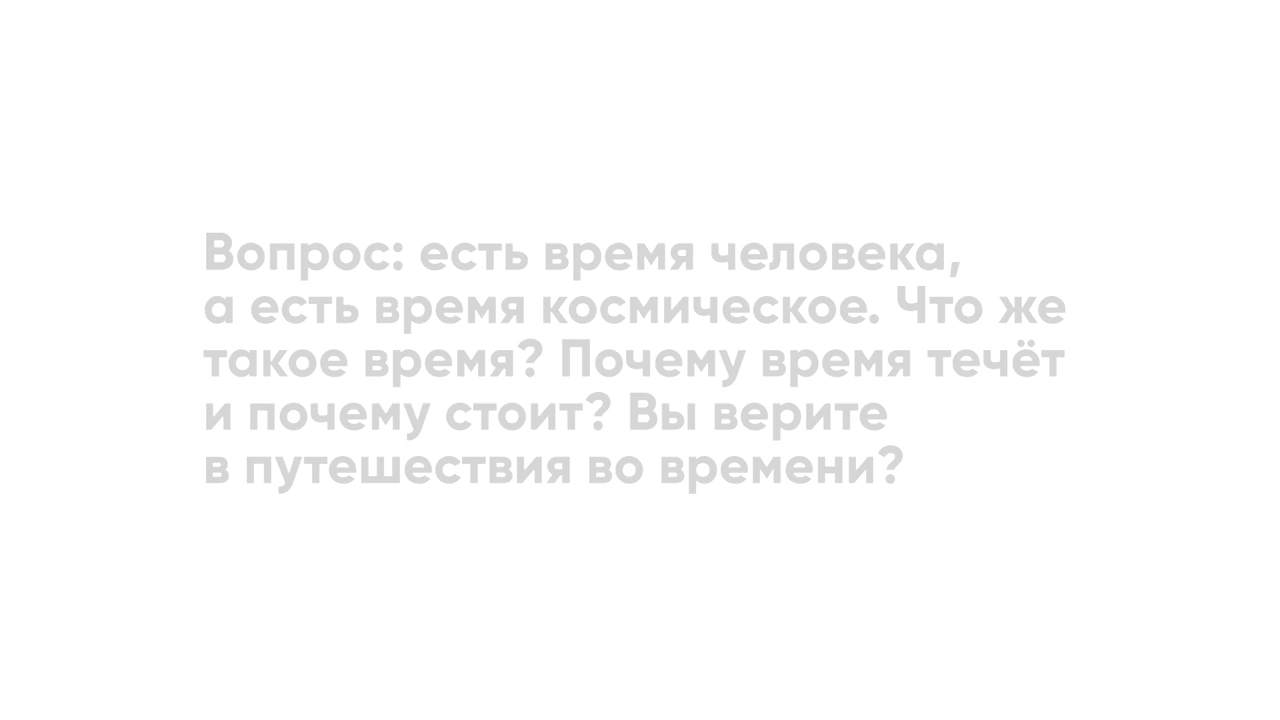 Вопрос: есть время человека,
а есть время космическое. Что же
такое время? Почему время течёт
и почему стоит? Вы верите
в путешествия во времени?